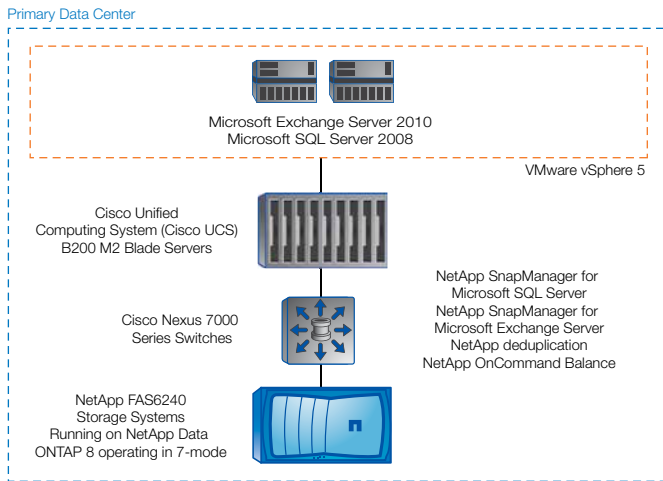 Primary Data Center
Microsoft Exchange Server 2010
Microsoft SQL Server 2008
VMware vSphere 5
Cisco Unified
Computing System (Cisco UCS)
B200 M2 Blade Servers
NetApp SnapManager for
Microsoft SQL Server
NetApp SnapManager for
Microsoft Exchange Server
NetApp deduplication
NetApp OnCommand Balance
Cisco Nexus 7000
Series Switches
NetApp FAS6240
Storage Systems
Running on NetApp Data
ONTAP 8 operating in 7-mode